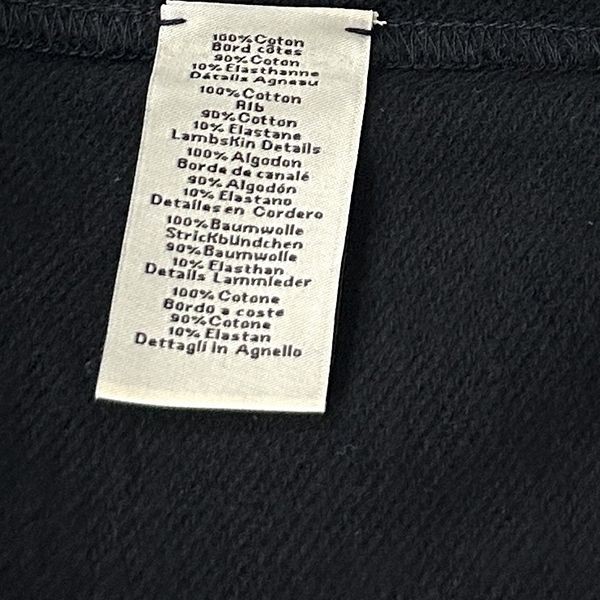 100% Coton
Bord côtes
90% Coton
10% Elasthanne
Détails Agneau
100% Cotton
Rib
90% Cotton
10% Elastane
Lambskin Details
100% Algodon
Borde de canalé
90% Algodón
10% Elastano
Detalles en Cordero
100% Baumwolle
Strickbündchen
90% Baumwolle
10% Elasthan
Details Lammleder
100% Cotone
Bordo a coste
90% Cotone
10% Elastan
Dettagli in Agnello